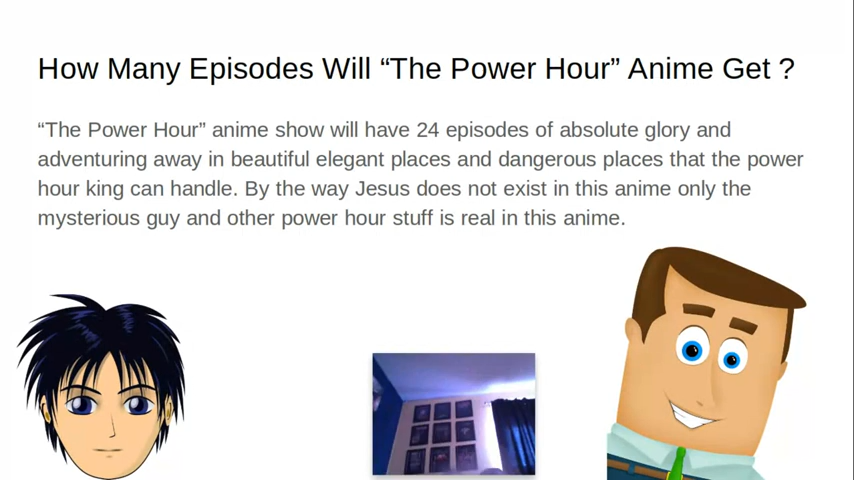 How Many Episodes Will “The Power Hour” Anime Get ?
“The Power Hour” anime show will have 24 episodes of absolute glory and
adventuring away in beautiful elegant places and dangerous places that the power
hour king can handle. By the way Jesus does not exist in this anime only the
mysterious guy and other power hour stuff is real in this anime.